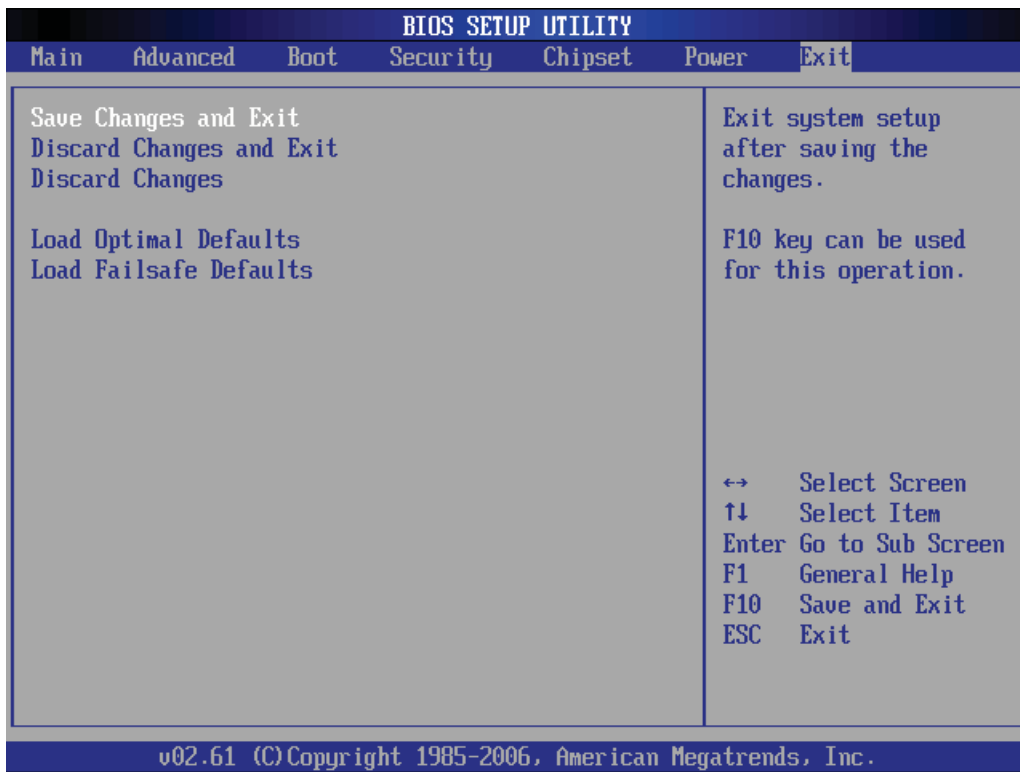 BIOS SETUP UTILITY
Main Advanced Boot Security Chipset Power Exit
Save Changes and Exit
Discard Changes and Exit
Discard Changes
Load Optimal Defaults
Load Failsafe Defaults
Exit system setup
after saving the
changes.
F10 key can be used
for this operation.
←→ Select Screen
↑↓ Select Item
Enter Go to Sub Screen
F1 General Help
F10 Save and Exit
ESC Exit
v02.61 (C)Copyright 1985-2006, American Megatrends, Inc.